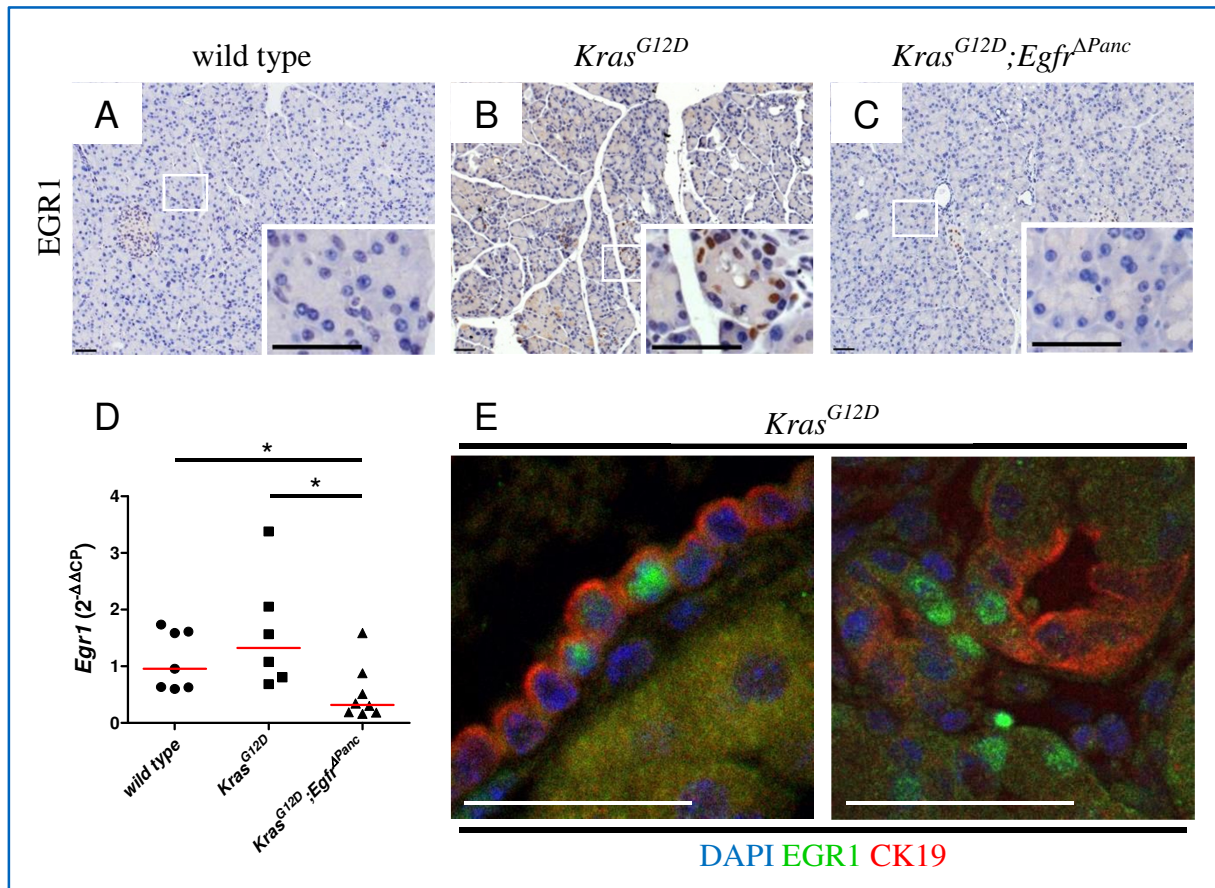 wild type
Kras^G12D
Kras^G12D;Egfr^ΔPanc
A
B
C
EGR1
D
*
*
Egr1 (2^-ΔΔCP)
4
3
2
1
0
wild type
Kras^G12D
Kras^G12D;Egfr^ΔPanc
E
Kras^G12D
DAPI EGR1 CK19